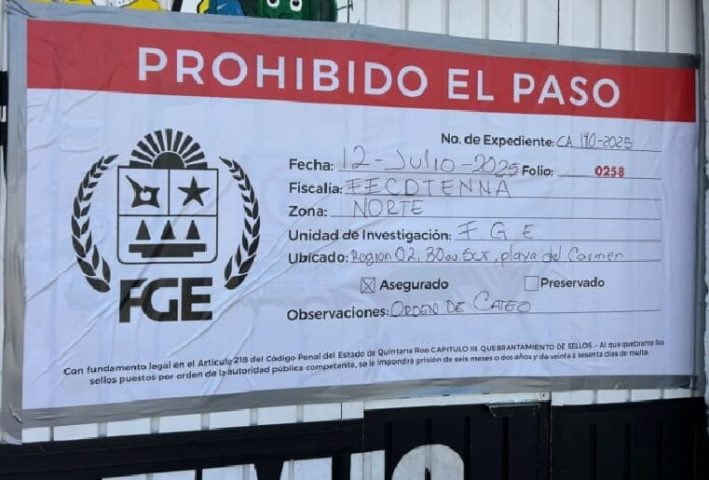 PROHIBIDO EL PASO
No. de Expediente: CA 190-2025
Fecha: 12-Julio-2025 Folio: 0258
Fiscalía: FECDTENNA
Zona: NORTE
Unidad de Investigación: F.G.E
Ubicado: Region 02, 30 av Sur, playa del Carmen
Asegurado Preservado
Observaciones: ORDEN DE CATEO
FGE
Con fundamento legal en el Artículo 218 del Código Penal del Estado de Quintana Roo CAPITULO III, QUEBRANTAMIENTO DE SELLOS.- Al que quebrante los
sellos puestos por orden de la autoridad pública competente, se le impondrá prisión de seis meses o dos años y de veinte a sesenta días de multa.